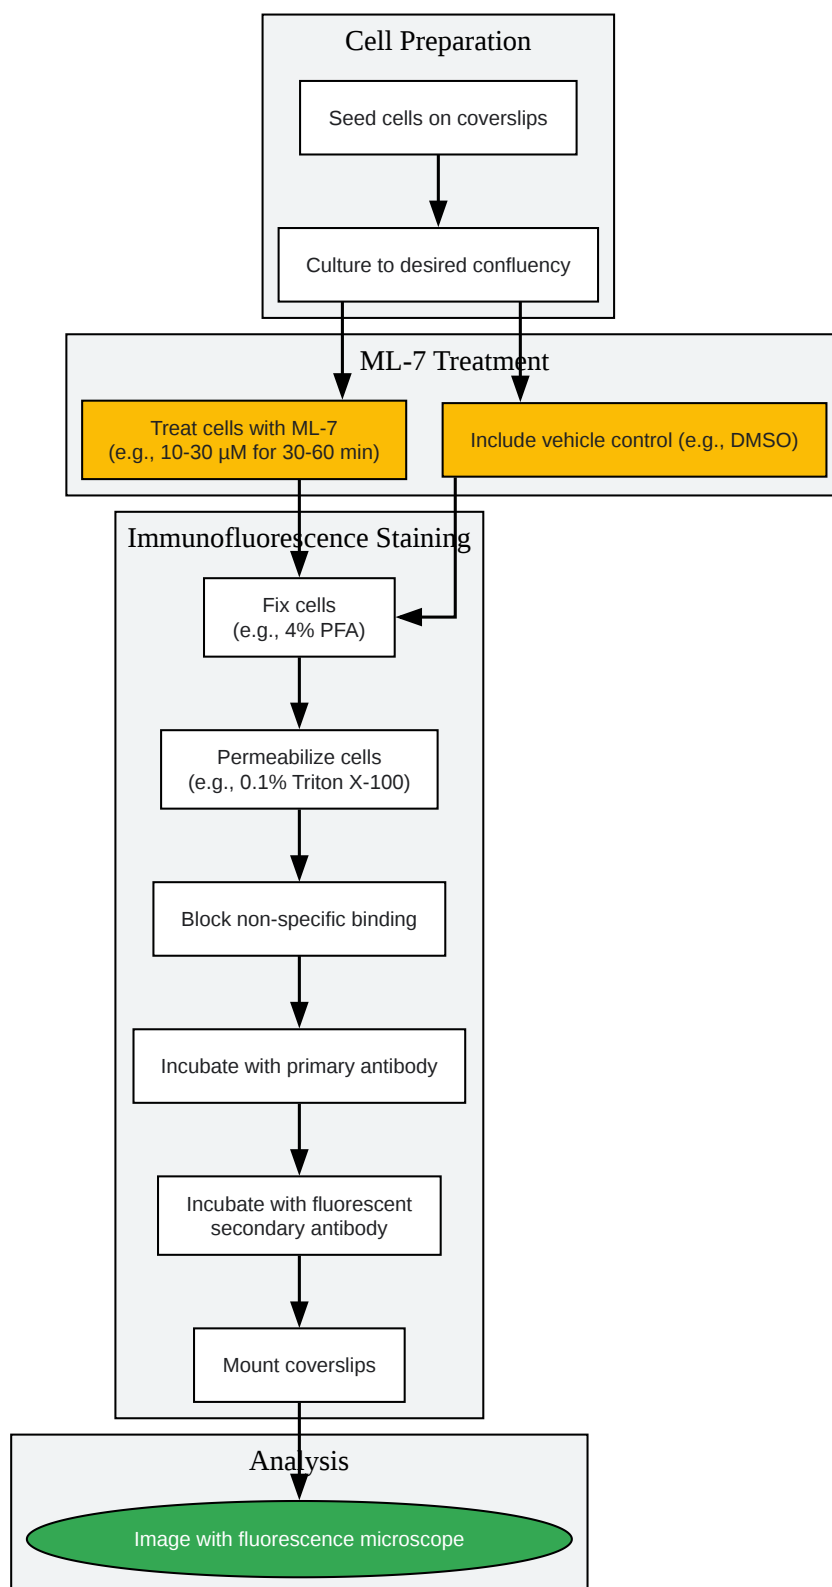 Cell Preparation
Seed cells on coverslips
Culture to desired confluency
ML-7 Treatment
Treat cells with ML-7
(e.g., 10-30 µM for 30-60 min)
Include vehicle control (e.g., DMSO)
Immunofluorescence Staining
Fix cells
(e.g., 4% PFA)
Permeabilize cells
(e.g., 0.1% Triton X-100)
Block non-specific binding
Incubate with primary antibody
Incubate with fluorescent
secondary antibody
Mount coverslips
Analysis
Image with fluorescence microscope